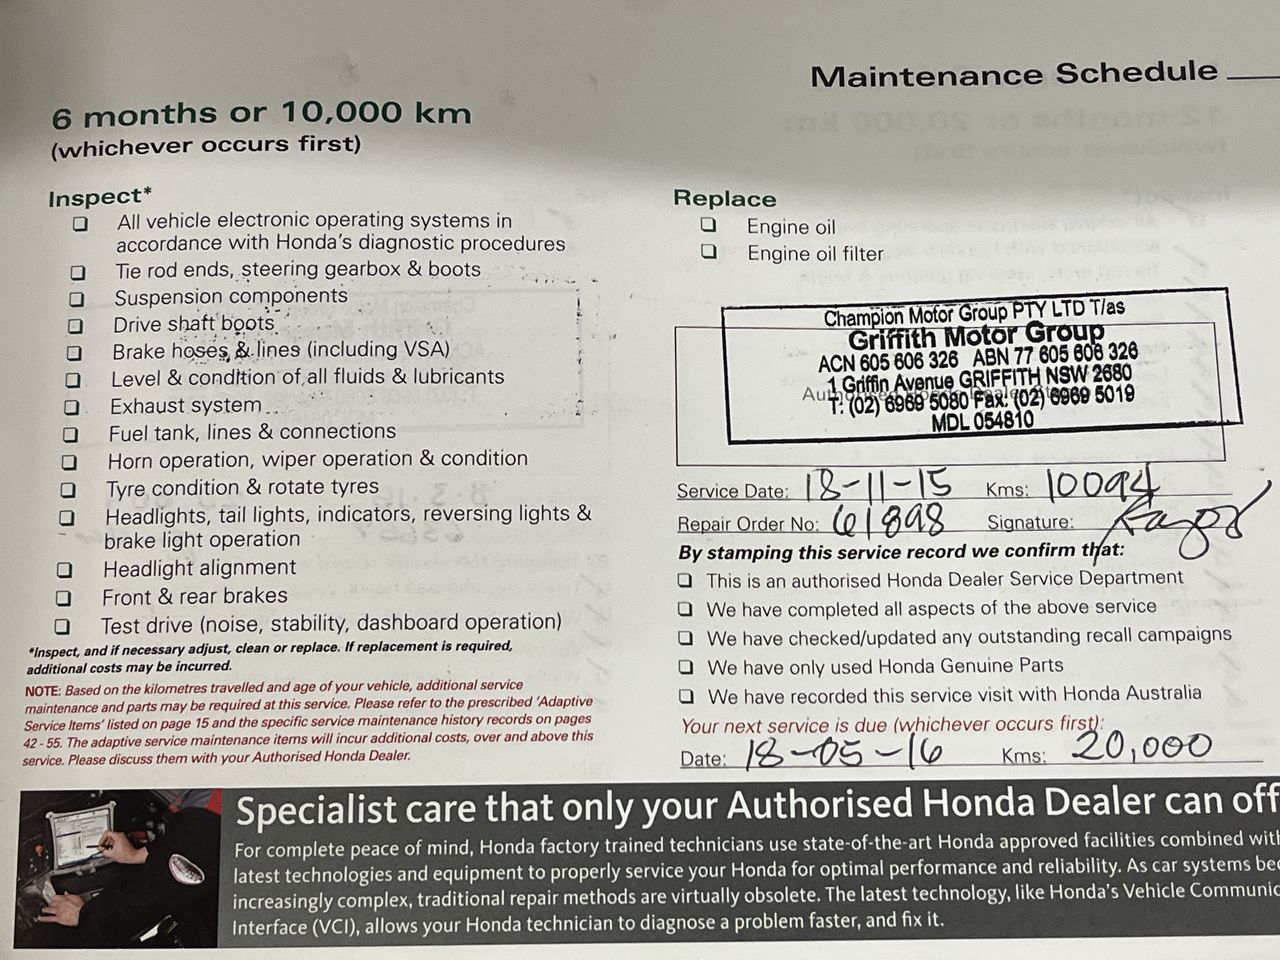 Maintenance Schedule
6 months or 10,000 km
(whichever occurs first)
Inspect*
All vehicle electronic operating systems in
accordance with Honda's diagnostic procedures
Tie rod ends, steering gearbox & boots
Suspension components
Drive shaft boots
Brake hoses & lines (including VSA)
Level & condition of all fluids & lubricants
Exhaust system
Fuel tank, lines & connections
Horn operation, wiper operation & condition
Tyre condition & rotate tyres
Headlights, tail lights, indicators, reversing lights &
brake light operation
Headlight alignment
Front & rear brakes
Test drive (noise, stability, dashboard operation)
*Inspect, and if necessary adjust, clean or replace. If replacement is required,
additional costs may be incurred.
NOTE: Based on the kilometres travelled and age of your vehicle, additional service
maintenance and parts may be required at this service. Please refer to the prescribed 'Adaptive
Service Items' listed on page 15 and the specific service maintenance history records on pages
42 - 55. The adaptive service maintenance items will incur additional costs, over and above this
service. Please discuss them with your Authorised Honda Dealer.
Replace
Engine oil
Engine oil filter
Champion Motor Group PTY LTD T/as
Griffith Motor Group
ACN 605 606 326 ABN 77 605 606 326
1 Griffin Avenue GRIFFITH NSW 2680
T: (02) 6969 5080 Fax: (02) 6969 5019
MDL 054810
Service Date: 18-11-15 Kms: 10094
Repair Order No: 61898 Signature:
By stamping this service record we confirm that:
This is an authorised Honda Dealer Service Department
We have completed all aspects of the above service
We have checked/updated any outstanding recall campaigns
We have only used Honda Genuine Parts
We have recorded this service visit with Honda Australia
Your next service is due (whichever occurs first):
Date: 18-05-16 Kms: 20,000
Specialist care that only your Authorised Honda Dealer can off
For complete peace of mind, Honda factory trained technicians use state-of-the-art Honda approved facilities combined with
latest technologies and equipment to properly service your Honda for optimal performance and reliability. As car systems be
increasingly complex, traditional repair methods are virtually obsolete. The latest technology, like Honda's Vehicle Communic
Interface (VCI), allows your Honda technician to diagnose a problem faster, and fix it.